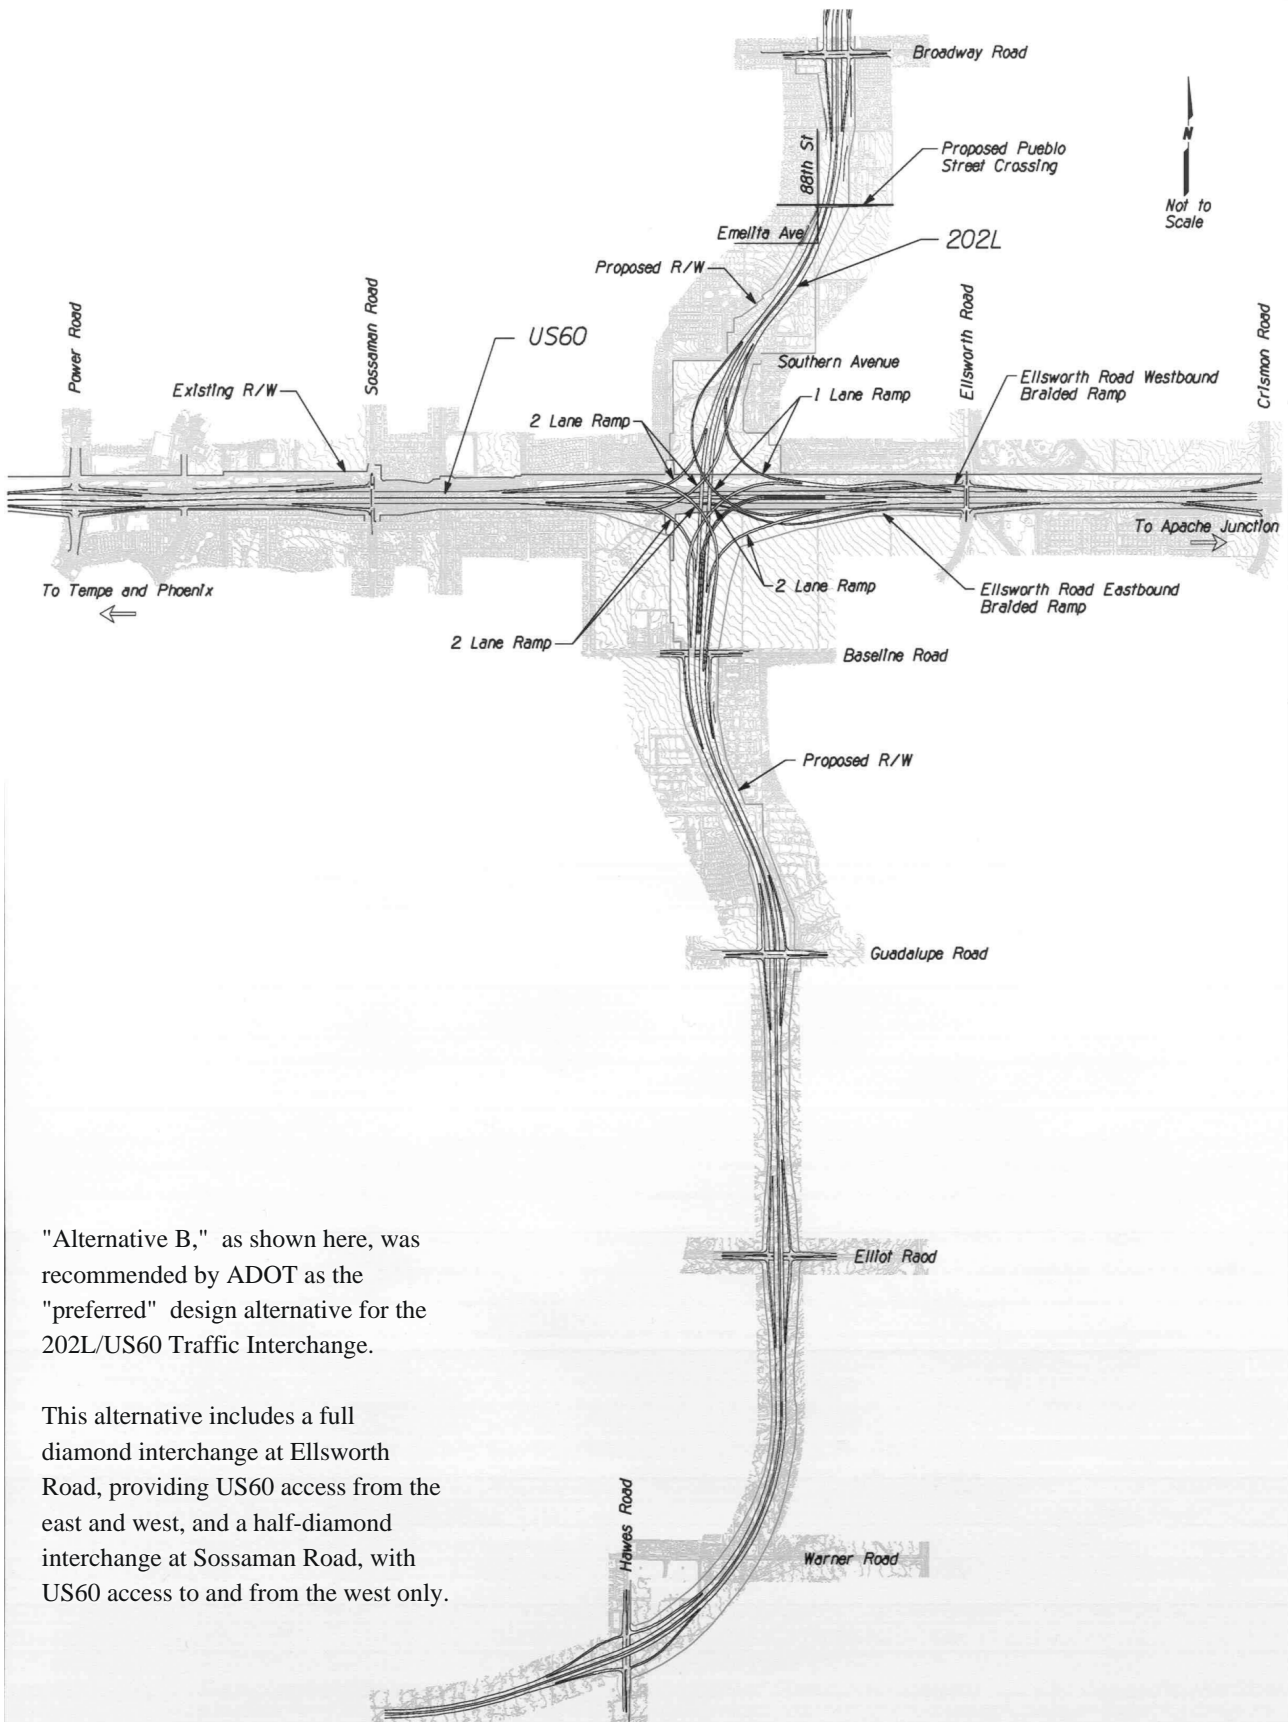 Broadway Road
88th St
Proposed Pueblo
Street Crossing
N
Not to
Scale
Emelita Ave
202L
Proposed R/W
Power Road
Sossaman Road
US60
Ellsworth Road
Crismon Road
Southern Avenue
Existing R/W
2 Lane Ramp
1 Lane Ramp
Ellsworth Road Westbound
Braided Ramp
To Apache Junction
To Tempe and Phoenix
2 Lane Ramp
Ellsworth Road Eastbound
Braided Ramp
2 Lane Ramp
Baseline Road
Proposed R/W
Guadalupe Road
"Alternative B," as shown here, was
recommended by ADOT as the
"preferred" design alternative for the
202L/US60 Traffic Interchange.
Elliot Raod
This alternative includes a full
diamond interchange at Ellsworth
Road, providing US60 access from the
east and west, and a half-diamond
interchange at Sossaman Road, with
US60 access to and from the west only.
Hawes Road
Warner Road